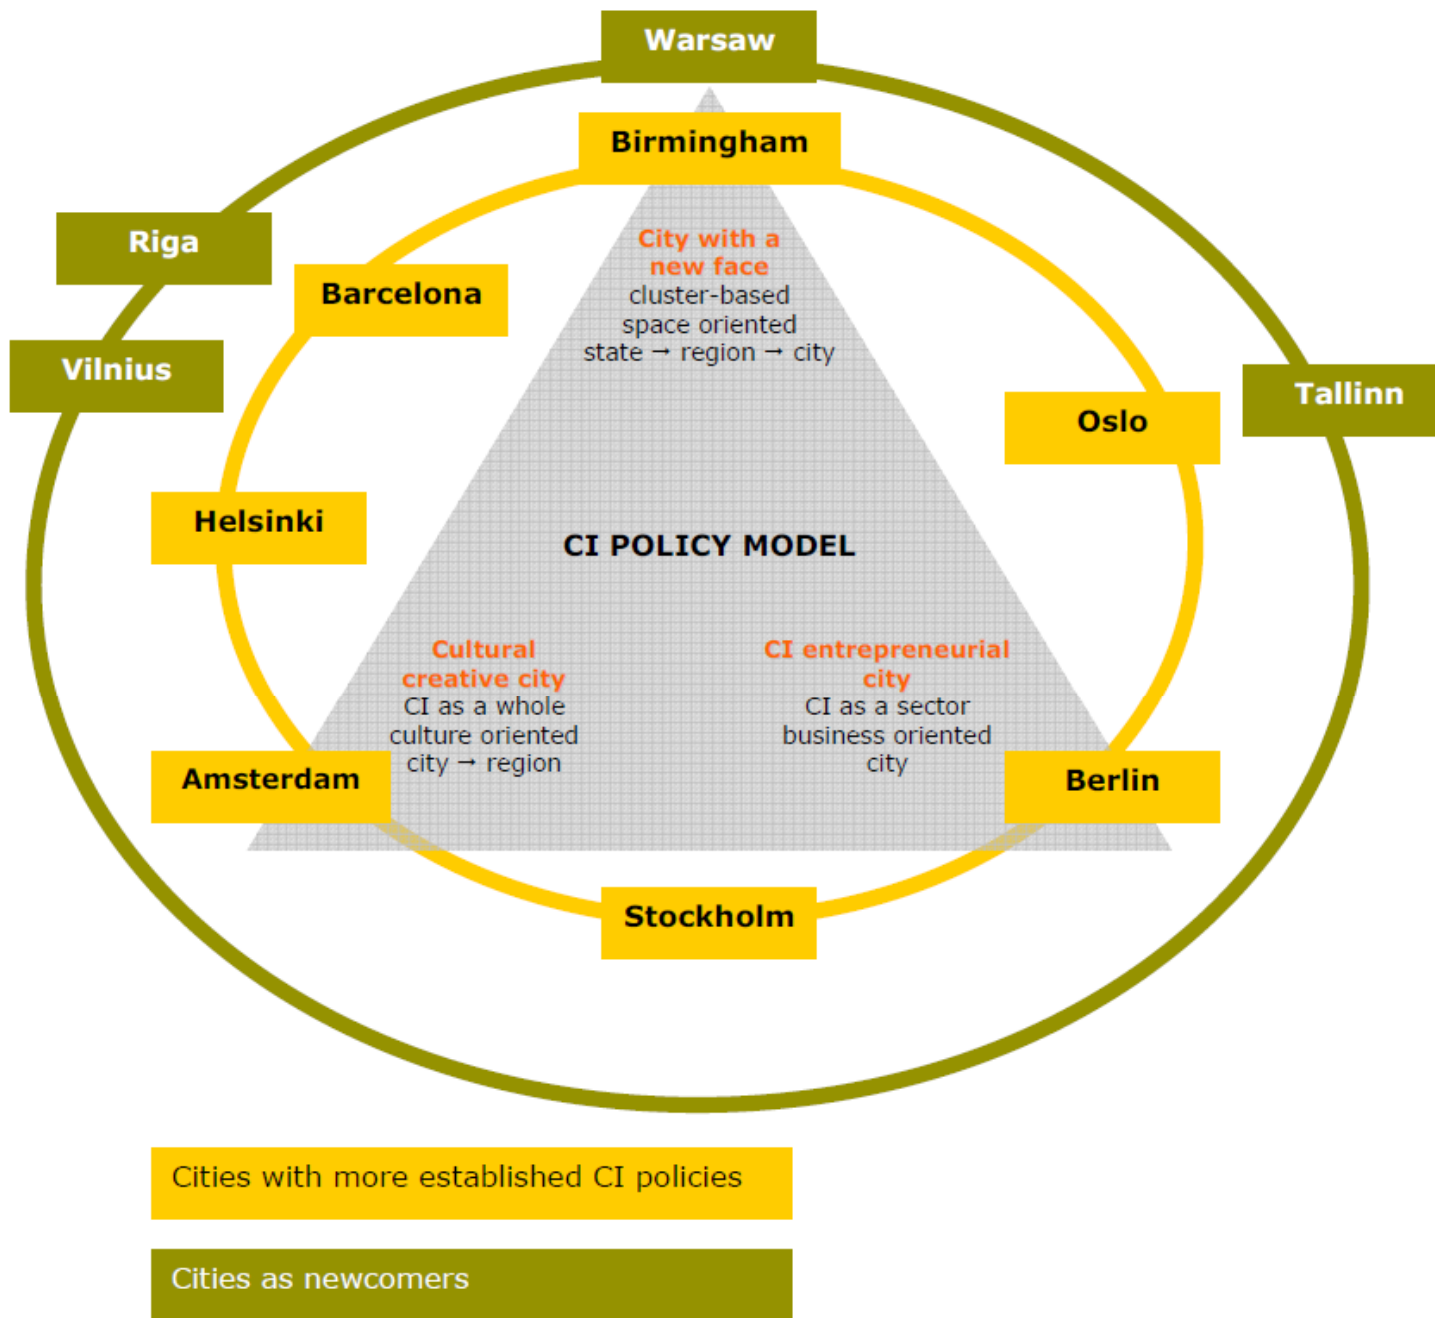 Warsaw
Birmingham
Riga
Barcelona
Vilnius
City with a
new face
cluster-based
space oriented
state → region → city
Tallinn
Oslo
Helsinki
CI POLICY MODEL
Cultural
creative city
CI as a whole
culture oriented
city → region
CI entrepreneurial
city
CI as a sector
business oriented
city
Amsterdam
Berlin
Stockholm
Cities with more established CI policies
Cities as newcomers